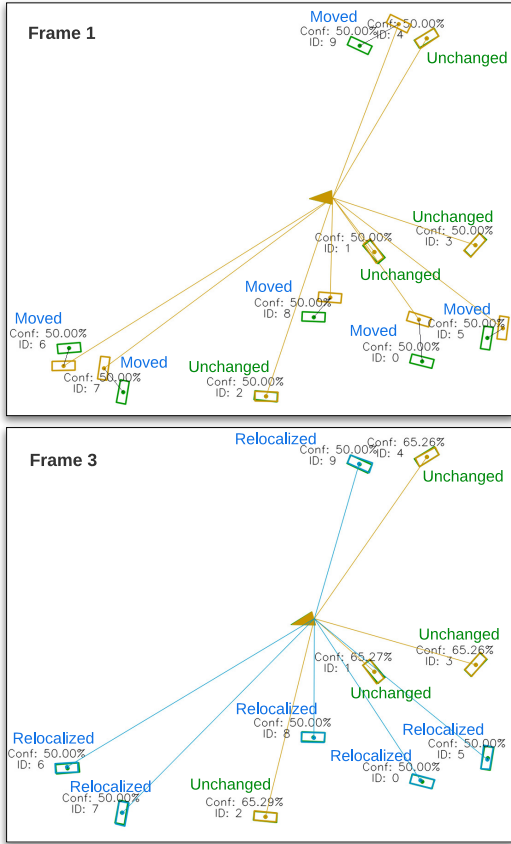 Frame 1
Moved
Conf: 50.00%
ID: 9
Conf: 50.00%
ID: 4
Unchanged
Unchanged
Conf: 50.00%
ID: 3
Conf: 50.00%
ID: 1
Unchanged
Moved
Conf: 50.00%
ID: 8
Moved
Conf: 50.00%
ID: 5
Moved
Conf: 50.00%
ID: 6
Moved
Conf: 50.00%
ID: 0
Moved
Conf: 50.00%
ID: 7
Unchanged
Conf: 50.00%
ID: 2
Frame 3
Relocalized
Conf: 50.00%
ID: 9
Conf: 65.26%
ID: 4
Unchanged
Unchanged
Conf: 65.26%
ID: 3
Conf: 65.27%
ID: 1
Unchanged
Relocalized
Conf: 50.00%
ID: 8
Relocalized
Conf: 50.00%
ID: 5
Relocalized
Conf: 50.00%
ID: 6
Relocalized
Conf: 50.00%
ID: 0
Relocalized
Conf: 50.00%
ID: 7
Unchanged
Conf: 65.29%
ID: 2